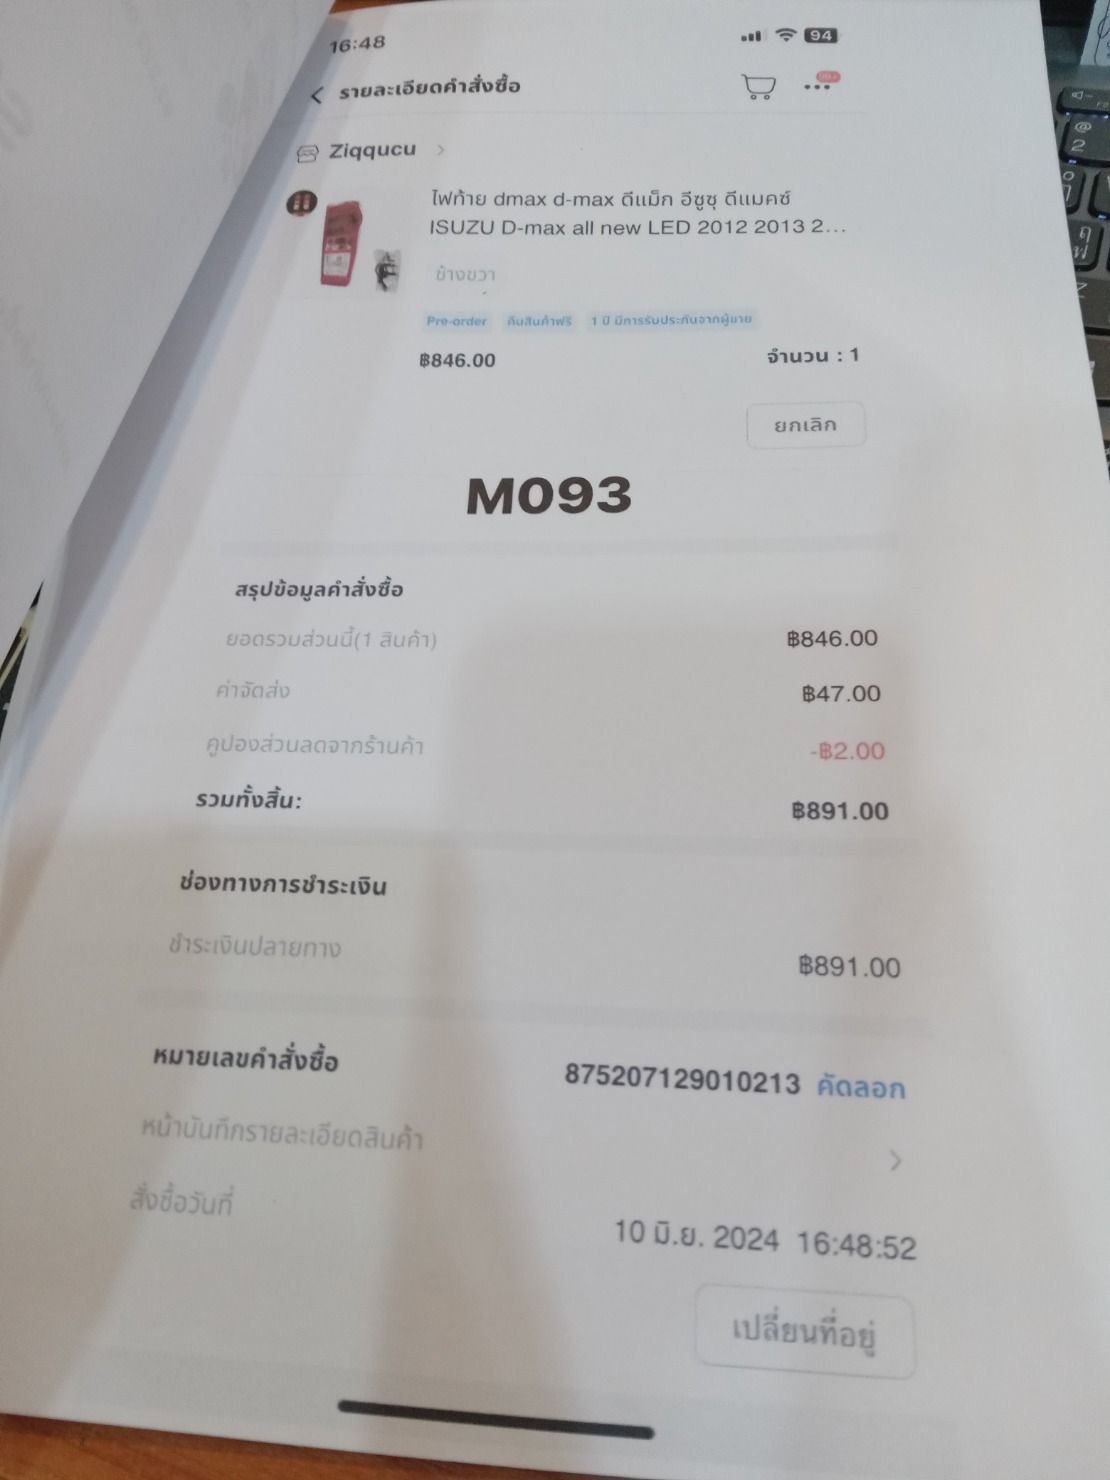 16:48
94
รายละเอียดคำสั่งซื้อ
99+
Ziqqucu
ไฟท้าย dmax d-max ดีแม็ก อีซูซุ ดีแมคซ์
ISUZU D-max all new LED 2012 2013 2...
ข้างขวา
Pre-order คืนสินค้าฟรี 1 ปี มีการรับประกันจากผู้ขาย
฿846.00 จำนวน : 1
ยกเลิก
M093
สรุปข้อมูลคำสั่งซื้อ
ยอดรวมส่วนนี้(1 สินค้า) ฿846.00
ค่าจัดส่ง ฿47.00
คูปองส่วนลดจากร้านค้า -฿2.00
รวมทั้งสิ้น: ฿891.00
ช่องทางการชำระเงิน
ชำระเงินปลายทาง ฿891.00
หมายเลขคำสั่งซื้อ 875207129010213 คัดลอก
หน้าบันทึกรายละเอียดสินค้า
สั่งซื้อวันที่ 10 มิ.ย. 2024 16:48:52
เปลี่ยนที่อยู่